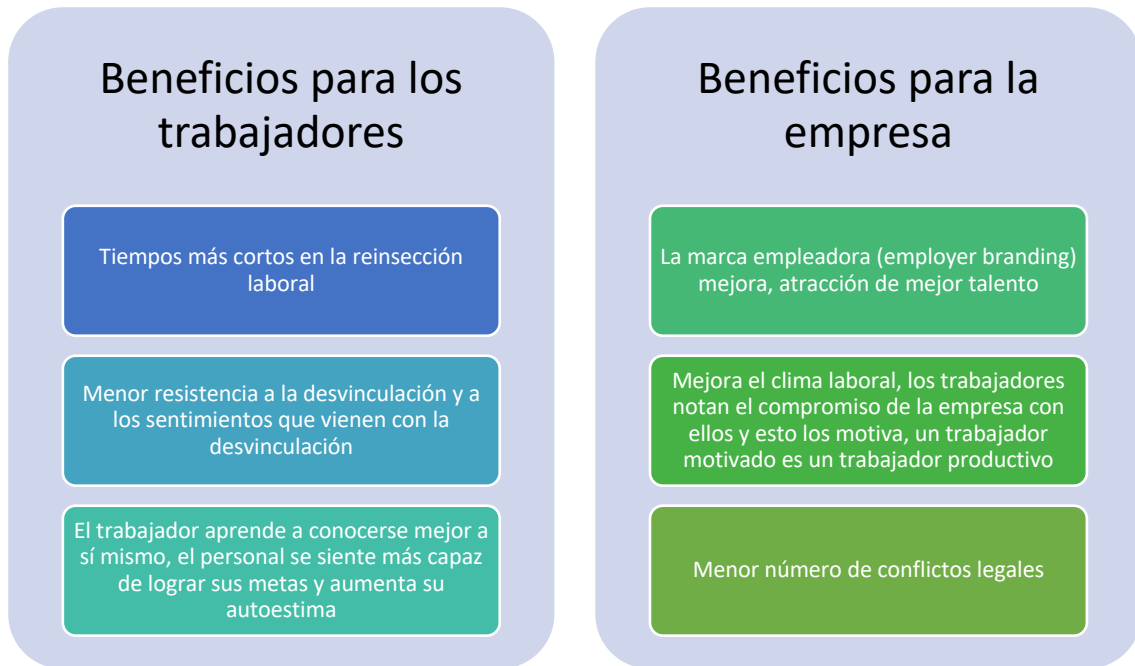 Beneficios para los
trabajadores
Tiempos más cortos en la reinsección
laboral
Menor resistencia a la desvinculación y a
los sentimientos que vienen con la
desvinculación
El trabajador aprende a conocerse mejor a
sí mismo, el personal se siente más capaz
de lograr sus metas y aumenta su
autoestima
Beneficios para la
empresa
La marca empleadora (employer branding)
mejora, atracción de mejor talento
Mejora el clima laboral, los trabajadores
notan el compromiso de la empresa con
ellos y esto los motiva, un trabajador
motivado es un trabajador productivo
Menor número de conflictos legales